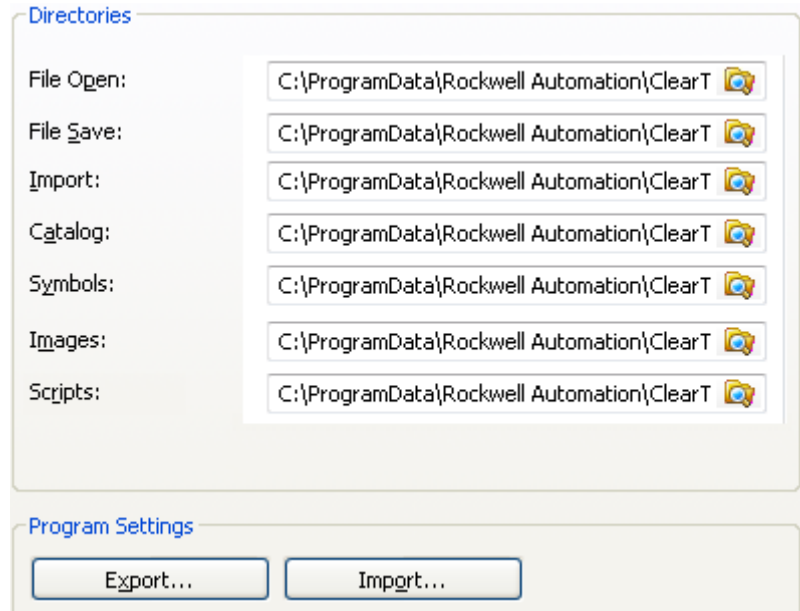 Directories
File Open: C:\ProgramData\Rockwell Automation\ClearT
File Save: C:\ProgramData\Rockwell Automation\ClearT
Import: C:\ProgramData\Rockwell Automation\ClearT
Catalog: C:\ProgramData\Rockwell Automation\ClearT
Symbols: C:\ProgramData\Rockwell Automation\ClearT
Images: C:\ProgramData\Rockwell Automation\ClearT
Scripts: C:\ProgramData\Rockwell Automation\ClearT
Program Settings
Export... Import...